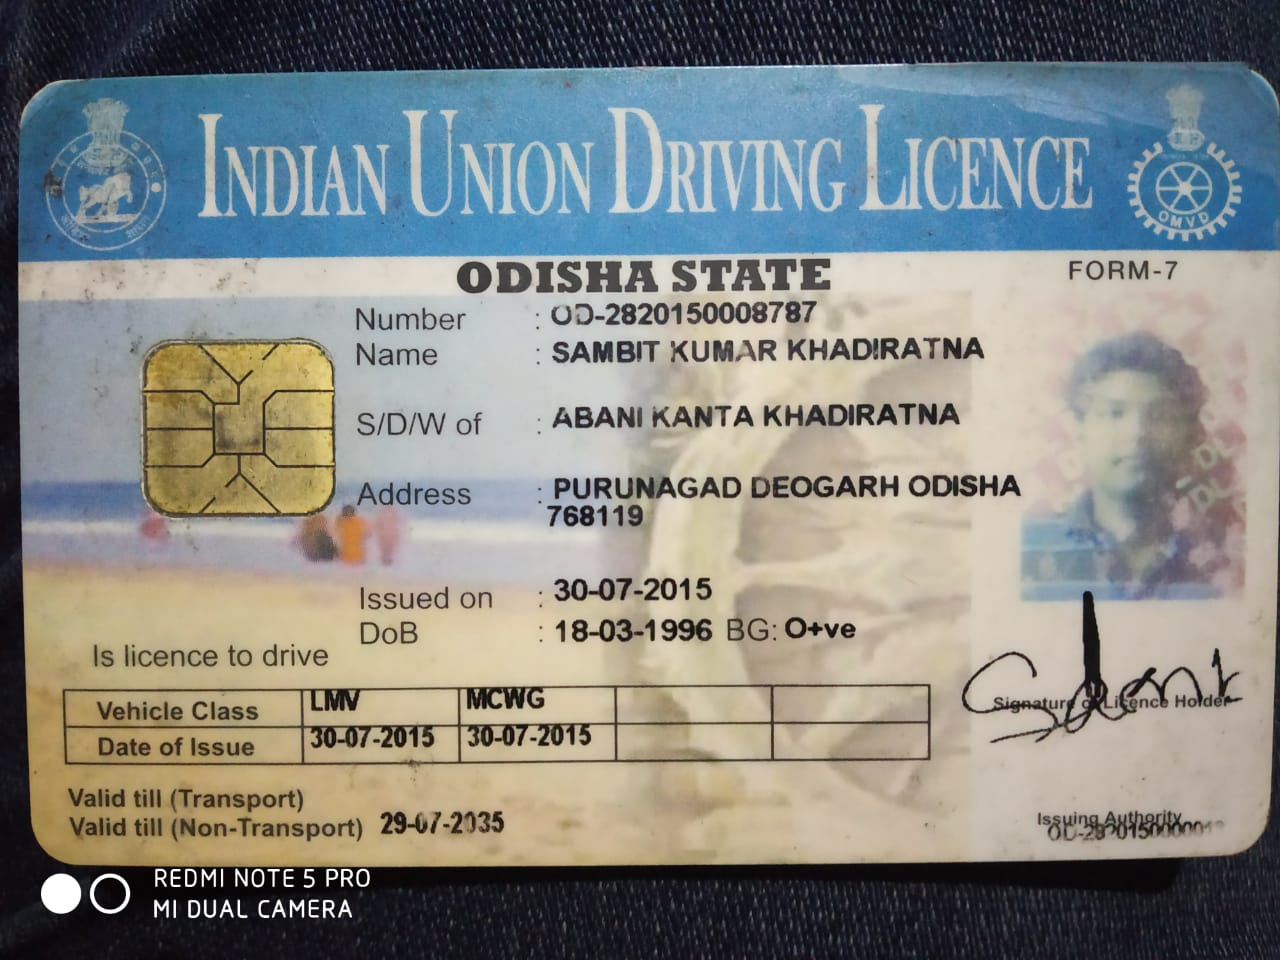 INDIAN UNION DRIVING LICENCE
OMVD
ODISHA STATE
FORM-7
Number : OD-2820150008787
Name : SAMBIT KUMAR KHADIRATNA
S/D/W of : ABANI KANTA KHADIRATNA
Address : PURUNAGAD DEOGARH ODISHA
768119
Issued on : 30-07-2015
DoB : 18-03-1996 BG: O+ve
Is licence to drive
Vehicle Class LMV MCWG
Date of Issue 30-07-2015 30-07-2015
Signature of Licence Holder
Valid till (Transport)
Valid till (Non-Transport) 29-07-2035
Issuing Authority
REDMI NOTE 5 PRO
MI DUAL CAMERA